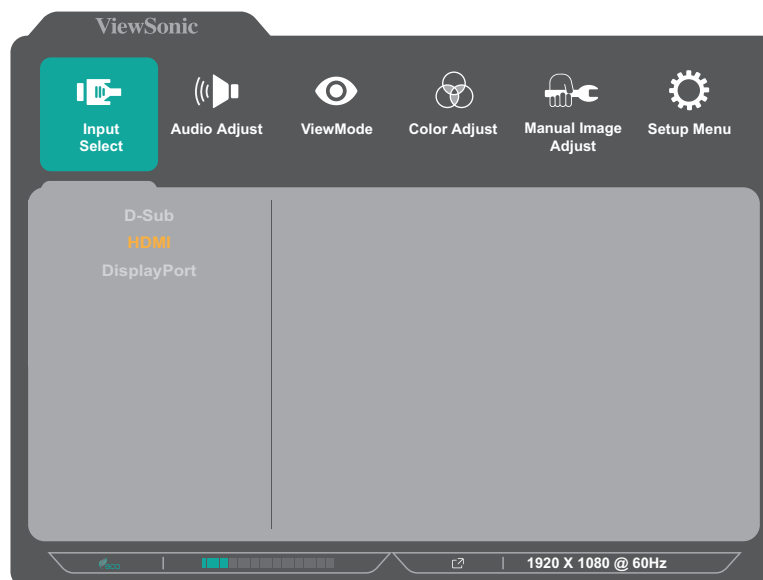 ViewSonic
Input Select
Audio Adjust
ViewMode
Color Adjust
Manual Image Adjust
Setup Menu
D-Sub
HDMI
DisplayPort
eco
1920 X 1080 @ 60Hz